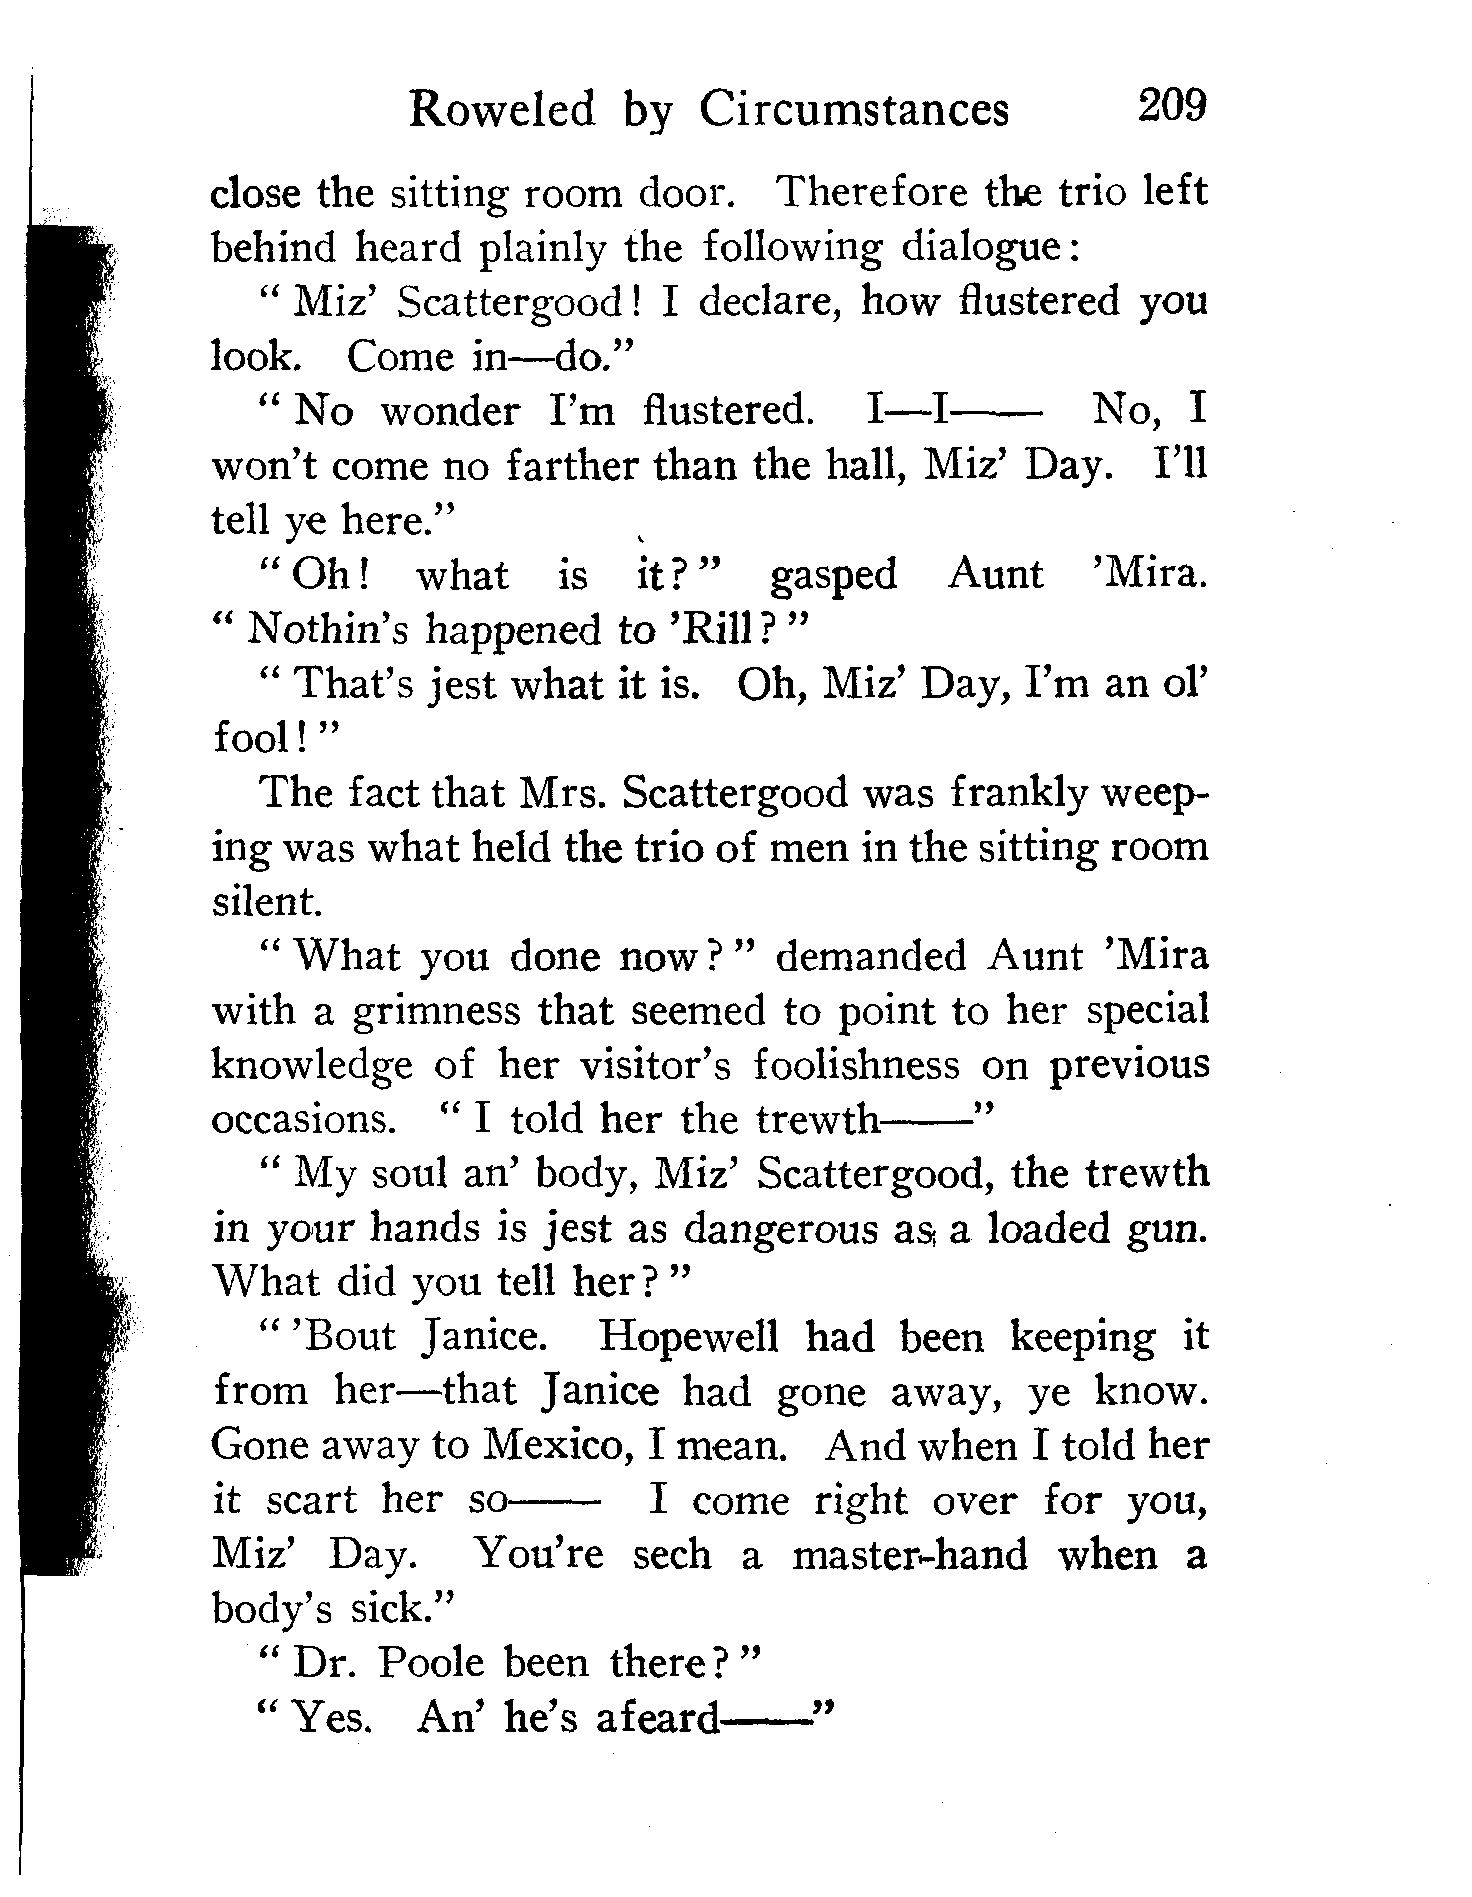 Roweled by Circumstances 209
close the sitting room door. Therefore the trio left
behind heard plainly the following dialogue:
“Miz’ Scattergood! I declare, how flustered you
look. Come in—do.”
“No wonder I’m flustered. I—I—— No, I
won’t come no farther than the hall, Miz’ Day. I’ll
tell ye here.”
“Oh! what is it?” gasped Aunt ’Mira.
“Nothin’s happened to ’Rill?”
“That’s jest what it is. Oh, Miz’ Day, I’m an ol’
fool!”
The fact that Mrs. Scattergood was frankly weep-
ing was what held the trio of men in the sitting room
silent.
“What you done now?” demanded Aunt ’Mira
with a grimness that seemed to point to her special
knowledge of her visitor’s foolishness on previous
occasions. “I told her the trewth——”
“My soul an’ body, Miz’ Scattergood, the trewth
in your hands is jest as dangerous as a loaded gun.
What did you tell her?”
“’Bout Janice. Hopewell had been keeping it
from her—that Janice had gone away, ye know.
Gone away to Mexico, I mean. And when I told her
it scart her so—— I come right over for you,
Miz’ Day. You’re sech a master-hand when a
body’s sick.”
“Dr. Poole been there?”
“Yes. An’ he’s afeard——”